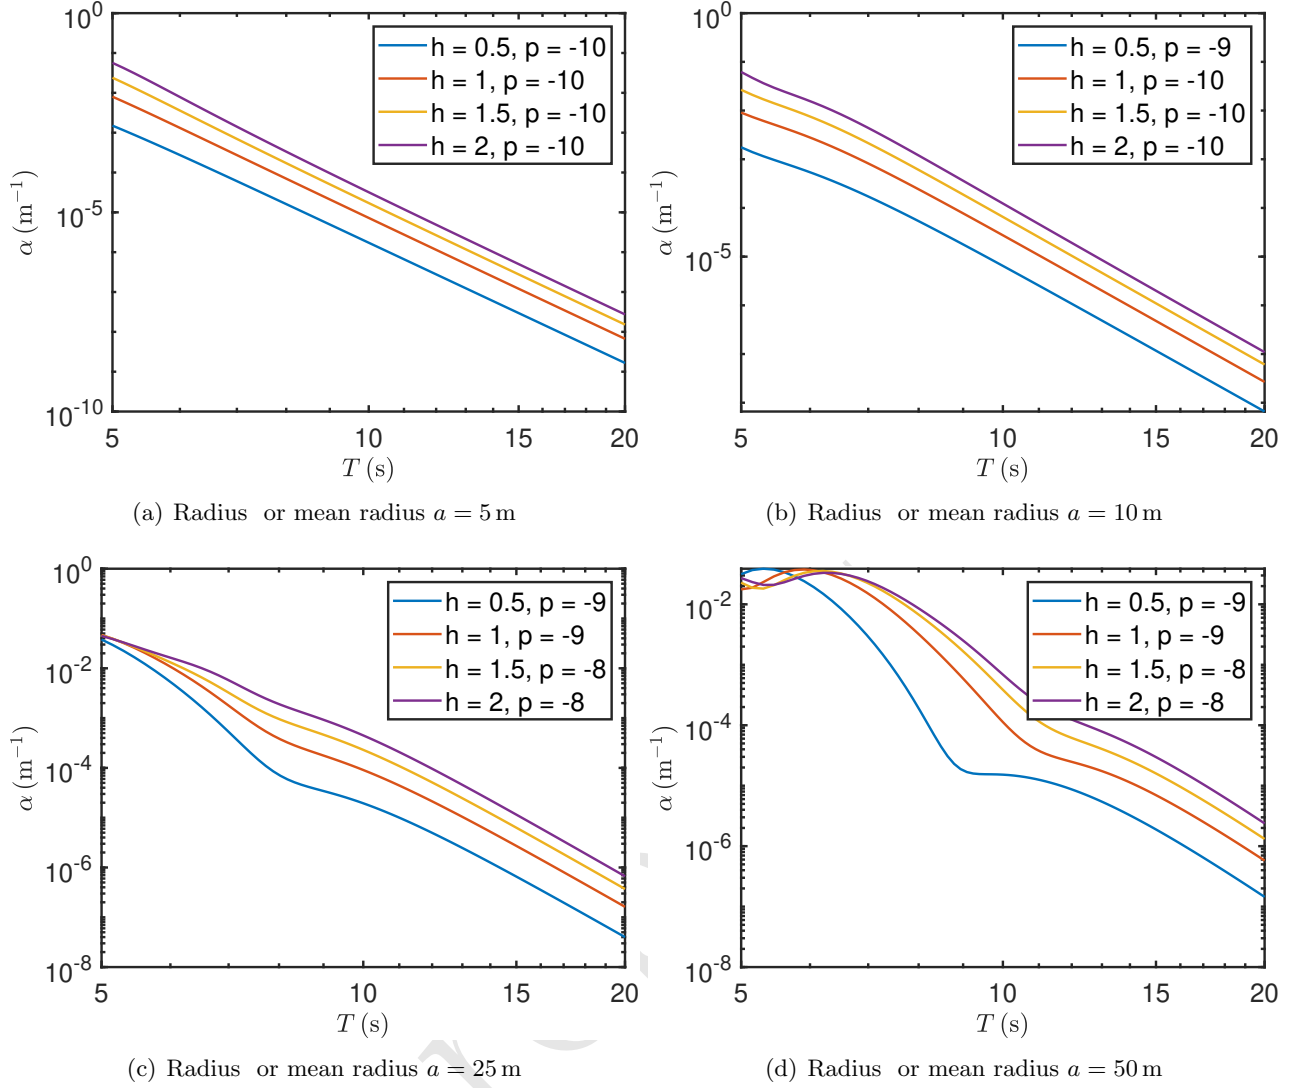 10^0
10^-5
10^-10
α (m^−1)
h = 0.5, p = -10
h = 1, p = -10
h = 1.5, p = -10
h = 2, p = -10
5 10 15 20
T (s)
(a) Radius or mean radius a = 5 m
10^0
10^-5
α (m^−1)
h = 0.5, p = -9
h = 1, p = -10
h = 1.5, p = -10
h = 2, p = -10
5 10 15 20
T (s)
(b) Radius or mean radius a = 10 m
10^0
10^-2
10^-4
10^-6
10^-8
α (m^−1)
h = 0.5, p = -9
h = 1, p = -9
h = 1.5, p = -8
h = 2, p = -8
5 10 15 20
T (s)
(c) Radius or mean radius a = 25 m
10^-2
10^-4
10^-6
10^-8
α (m^−1)
h = 0.5, p = -9
h = 1, p = -9
h = 1.5, p = -8
h = 2, p = -8
5 10 15 20
T (s)
(d) Radius or mean radius a = 50 m